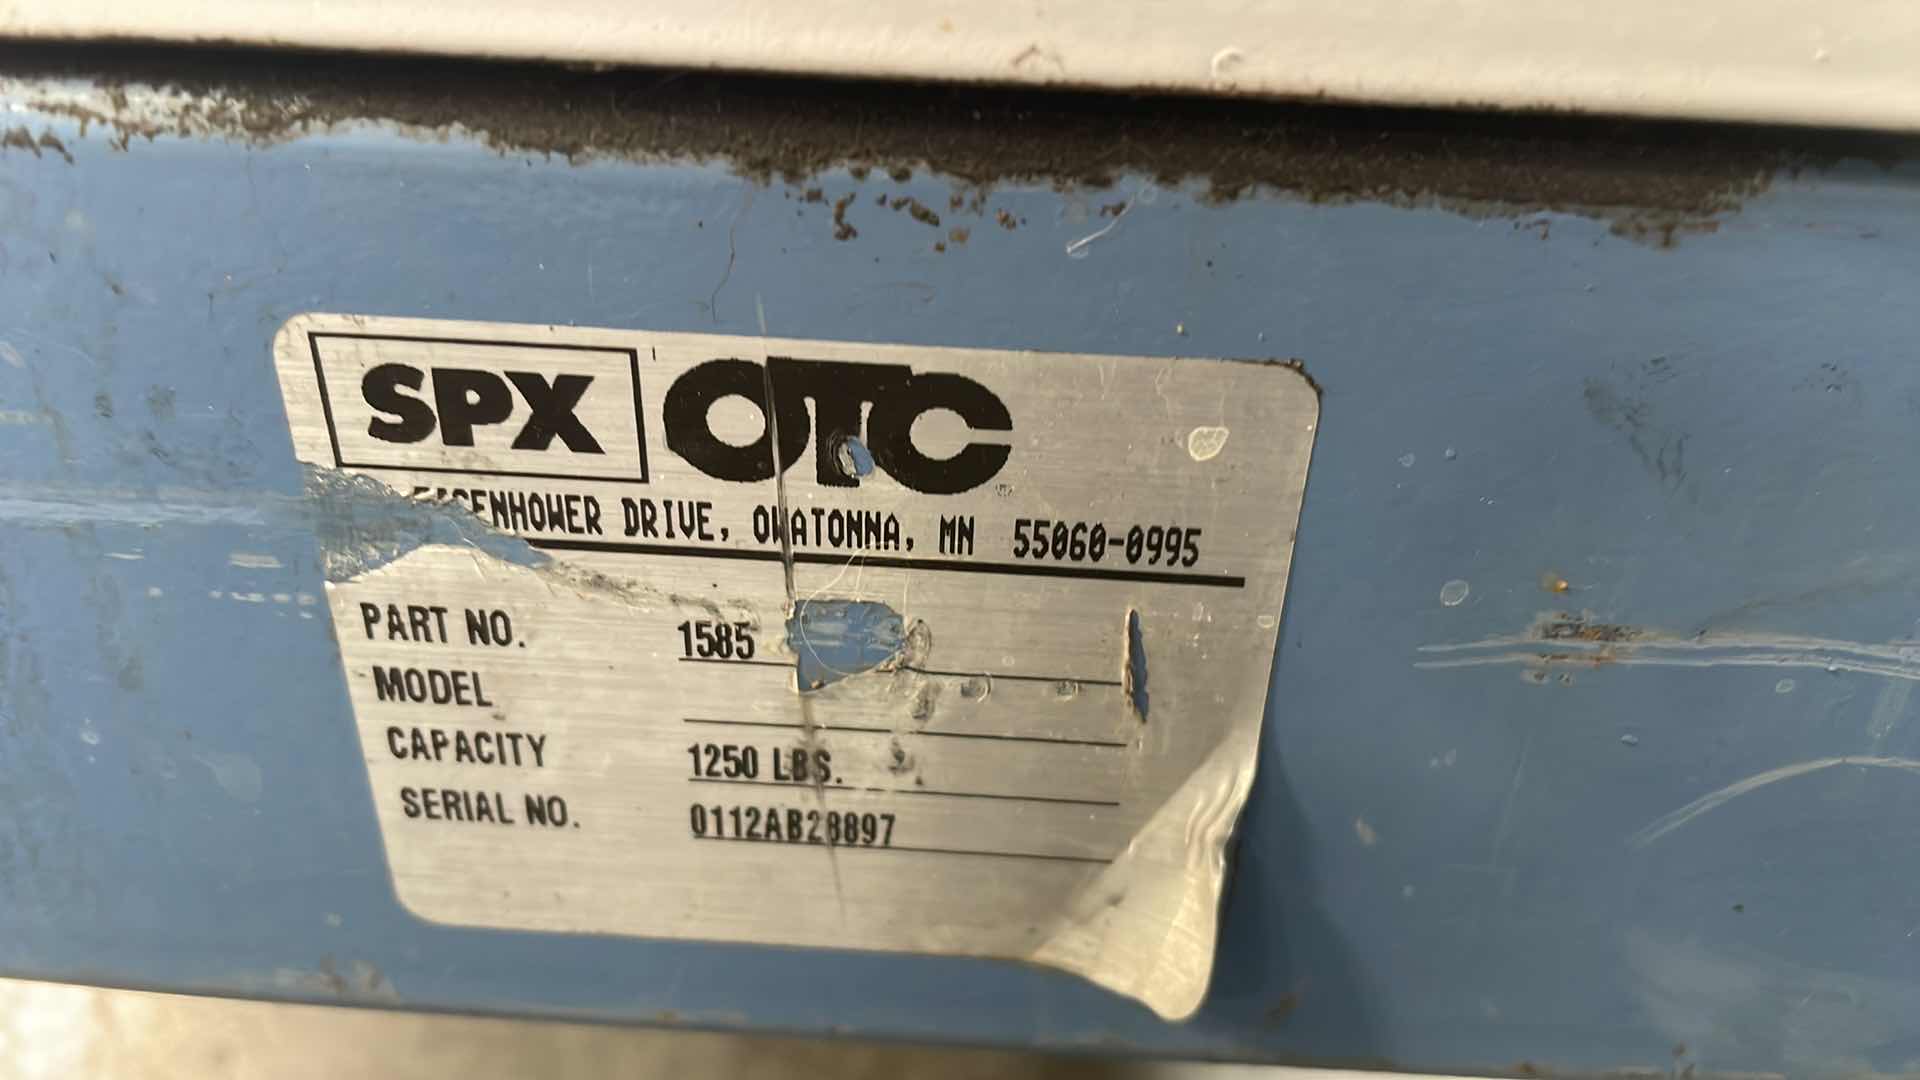 SPX OTC
EISENHOWER DRIVE, OWATONNA, MN 55060-0995
PART NO. 1585
MODEL
CAPACITY 1250 LBS.
SERIAL NO. 0112AB28897